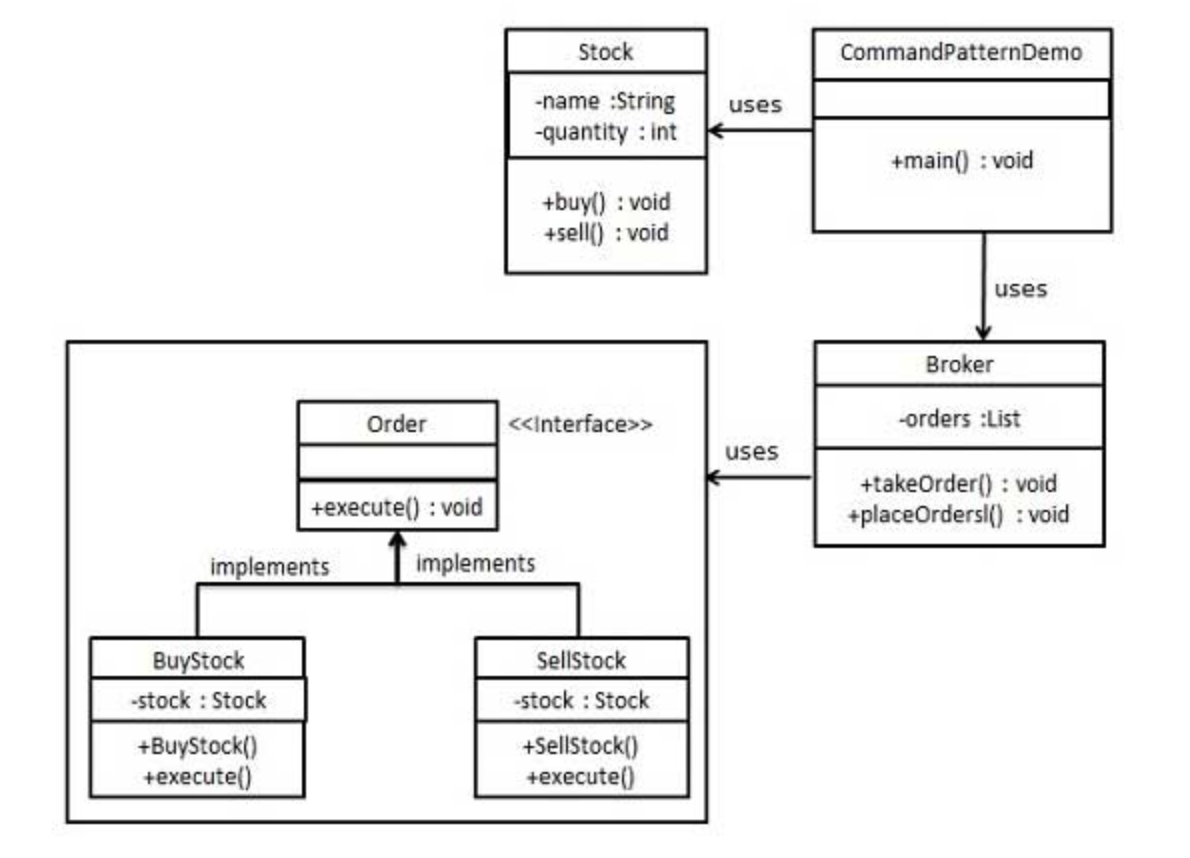 Stock
-name :String
-quantity : int
+buy() : void
+sell() : void
uses
CommandPatternDemo
+main() : void
uses
Broker
-orders :List
+takeOrder() : void
+placeOrdersl() : void
uses
Order
<<Interface>>
+execute() : void
implements
implements
BuyStock
-stock : Stock
+BuyStock()
+execute()
SellStock
-stock : Stock
+SellStock()
+execute()